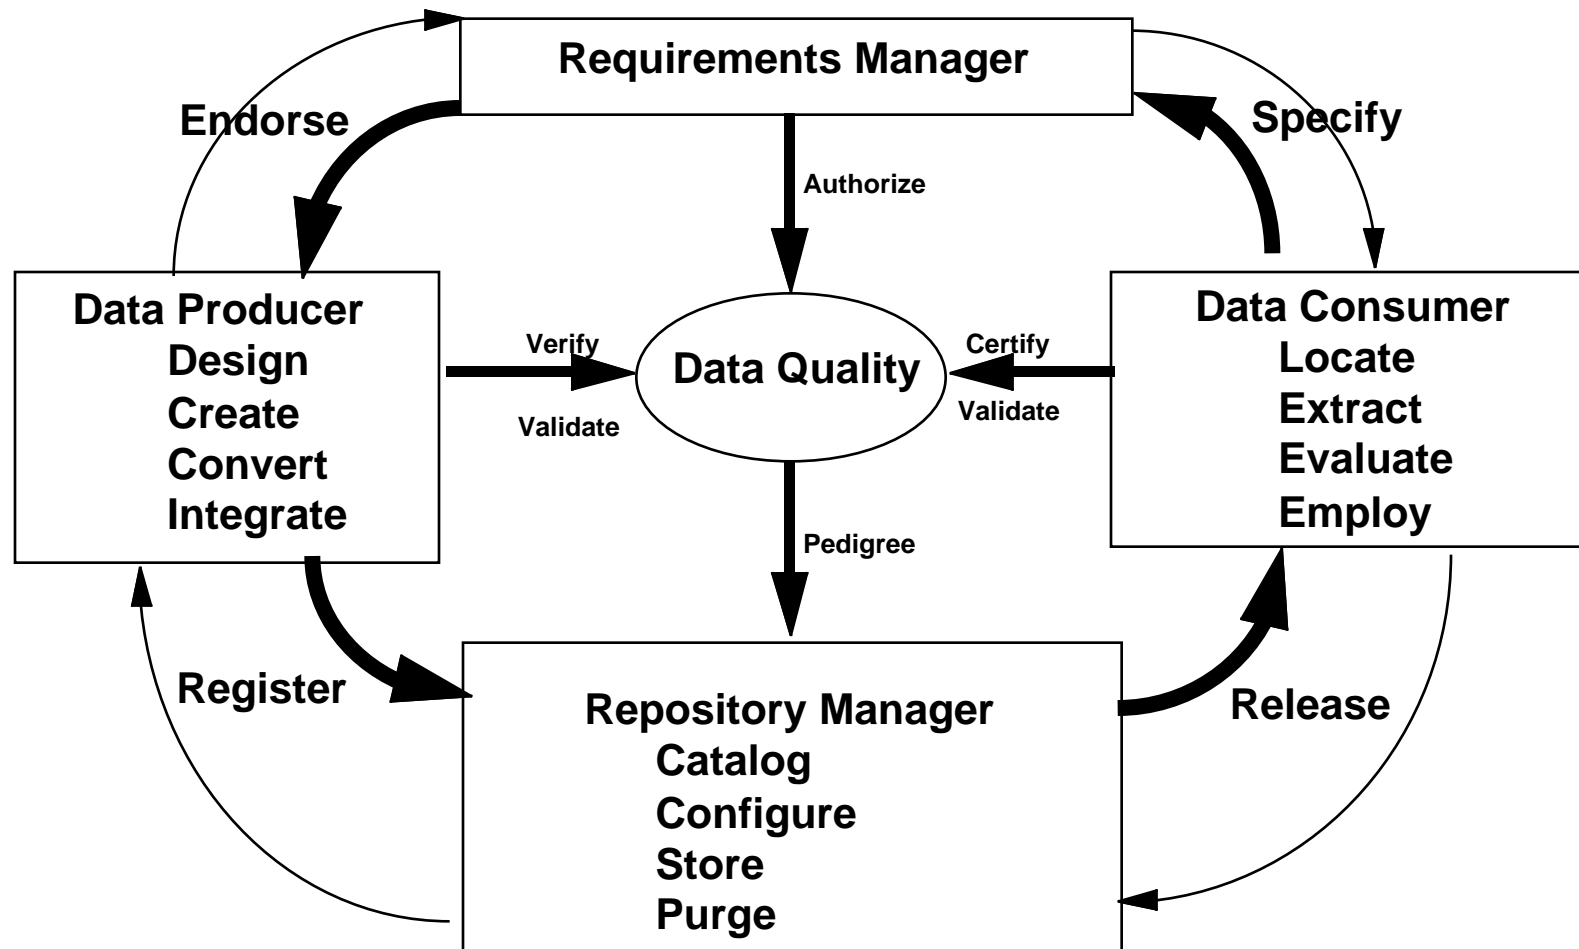 Requirements Manager
Endorse
Specify
Authorize
Data Producer
Design
Create
Convert
Integrate
Verify
Validate
Data Quality
Certify
Validate
Data Consumer
Locate
Extract
Evaluate
Employ
Pedigree
Register
Release
Repository Manager
Catalog
Configure
Store
Purge